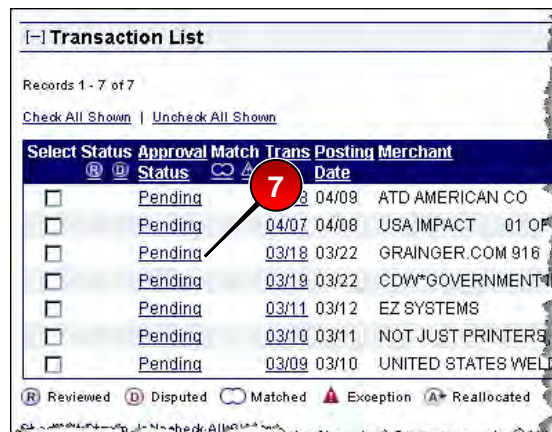 [-] Transaction List
Records 1 - 7 of 7
Check All Shown | Uncheck All Shown
Select Status Approval Match Trans Posting Merchant
R D Status Date
7
Pending 8 04/09 ATD AMERICAN CO
Pending 04/07 04/08 USA IMPACT 01 OF
Pending 03/18 03/22 GRAINGER.COM 916
Pending 03/19 03/22 CDW*GOVERNMENT
Pending 03/11 03/12 EZ SYSTEMS
Pending 03/10 03/11 NOT JUST PRINTERS,
Pending 03/09 03/10 UNITED STATES WEL
R Reviewed D Disputed Matched Exception A Reallocated